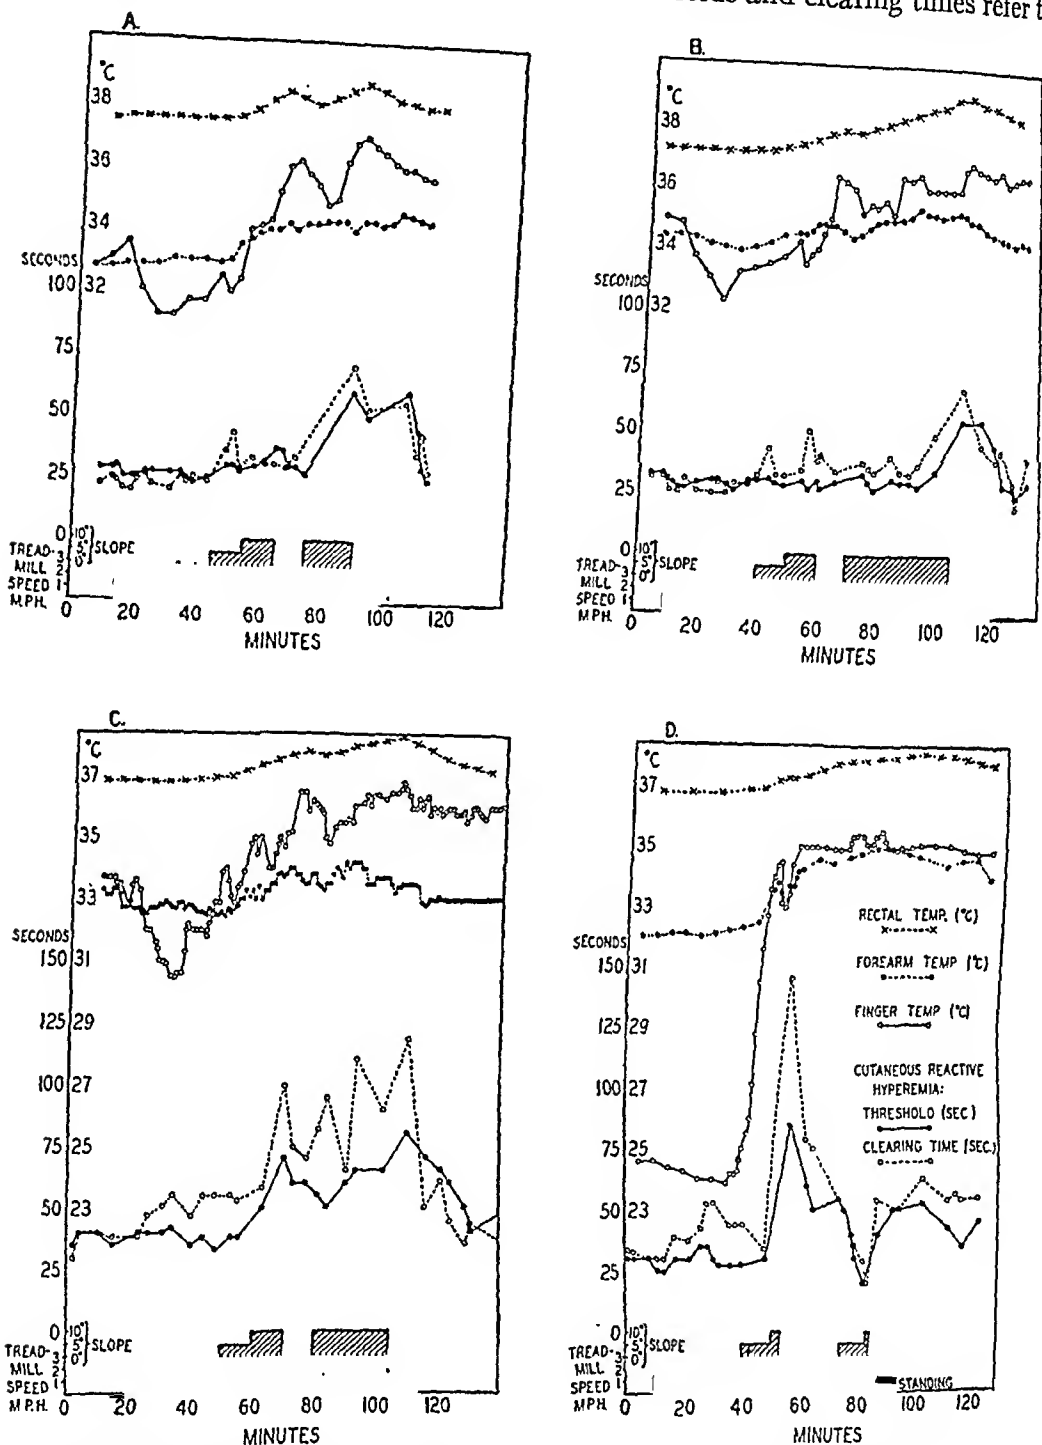 and clearing times refer t
A.
°C
38
36
34
SECONDS
100 32
75
50
25
0 10°
TREAD- 3 5° SLOPE
MILL 2 0°
SPEED 1
M.P.H. 0 20 40 60 80 100 120
MINUTES
B.
°C
38
36
34
SECONDS
100 32
75
50
25
0 10°
TREAD- 3 5° SLOPE
MILL 2 0°
SPEED 1
M.P.H. 0 20 40 60 80 100 120
MINUTES
C.
°C
37
35
33
SECONDS
150 31
125 29
100 27
75 25
50 23
25
0 10°
TREAD- 3 5° SLOPE
MILL 2 0°
SPEED 1
M.P.H. 0 20 40 60 80 100 120
MINUTES
D.
°C
37
35
33
SECONDS
150 31
125 29
100 27
75 25
50 23
25
0 10°
TREAD- 3 5° SLOPE
MILL 2 0°
SPEED 1
M.P.H. 0 20 40 60 80 100 120
MINUTES
RECTAL TEMP. (°C)
FOREARM TEMP (°C)
FINGER TEMP (°C)
CUTANEOUS REACTIVE
HYPEREMIA:
THRESHOLD (SEC)
CLEARING TIME (SEC.)
STANDING